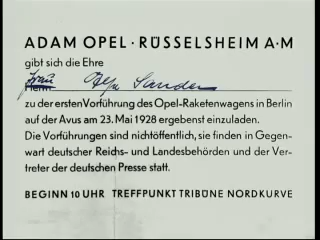 ADAM OPEL · RÜSSELSHEIM A·M
gibt sich die Ehre
Frau
Herrn Sander
zu der ersten Vorführung des Opel-Raketenwagens in Berlin
auf der Avus am 23. Mai 1928 ergebenst einzuladen.
Die Vorführungen sind nichtöffentlich, sie finden in Gegen-
wart deutscher Reichs- und Landesbehörden und der Ver-
treter der deutschen Presse statt.
BEGINN 10 UHR TREFFPUNKT TRIBÜNE NORDKURVE